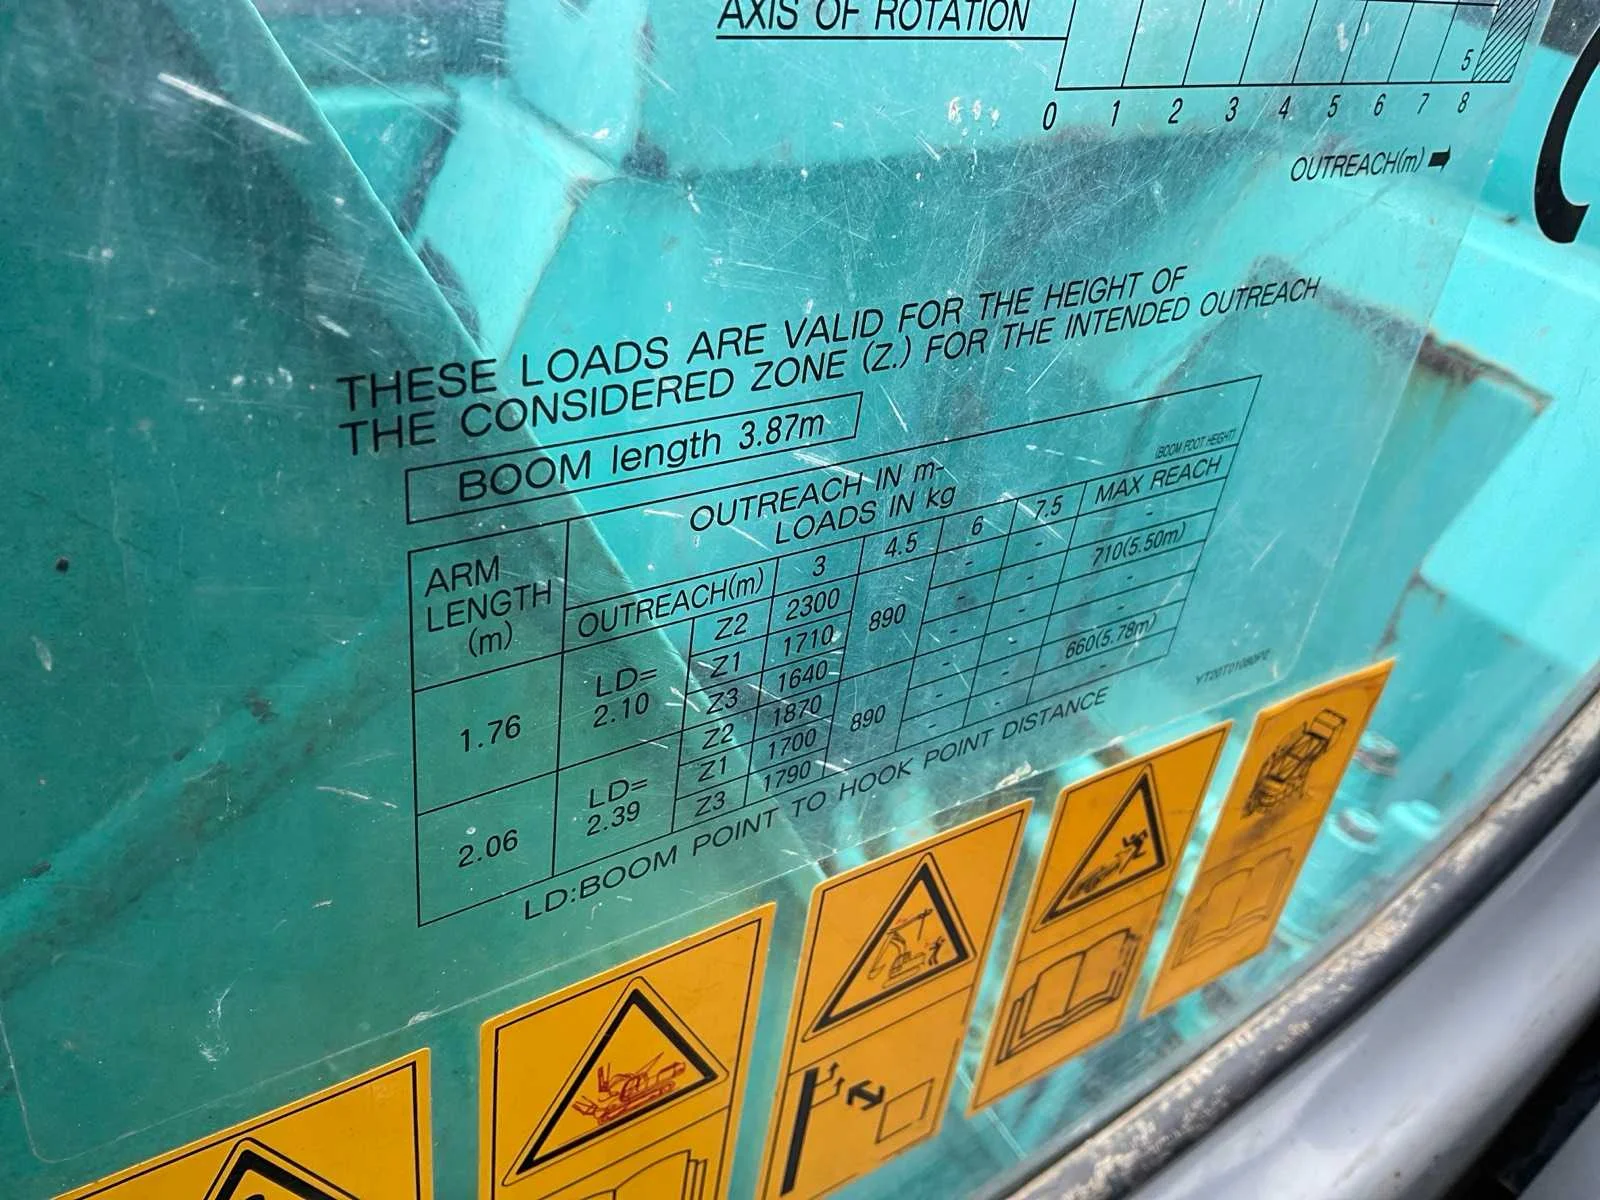 AXIS OF ROTATION
5
0 1 2 3 4 5 6 7 8
OUTREACH(m)
THESE LOADS ARE VALID FOR THE HEIGHT OF
THE CONSIDERED ZONE (Z.) FOR THE INTENDED OUTREACH
BOOM length 3.87m
ARM LENGTH (m)
OUTREACH IN m-
LOADS IN kg
(BOOM FOOT HEIGHT)
OUTREACH(m) 3 4.5 6 7.5 MAX REACH
1.76 LD= 2.10 Z2 2300 890 - - -
Z1 1710 - - 710(5.50m)
Z3 1640 - - -
2.06 LD= 2.39 Z2 1870 890 - - -
Z1 1700 - - 660(5.78m)
Z3 1790 - - -
LD:BOOM POINT TO HOOK POINT DISTANCE